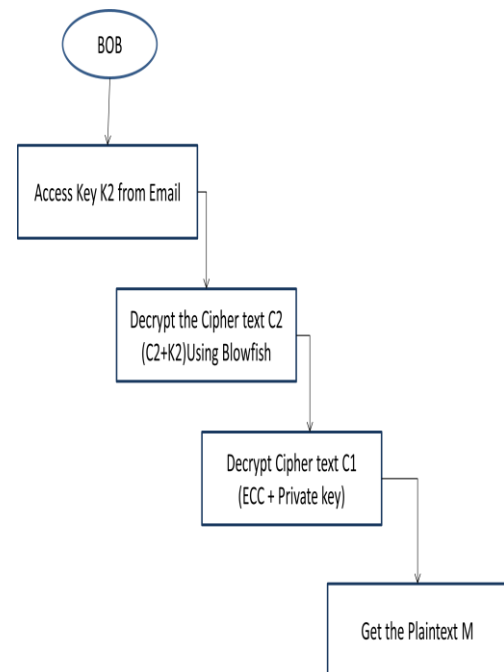 BOB
Access Key K2 from Email
Decrypt the Cipher text C2
(C2+K2)Using Blowfish
Decrypt Cipher text C1
(ECC + Private key)
Get the Plaintext M